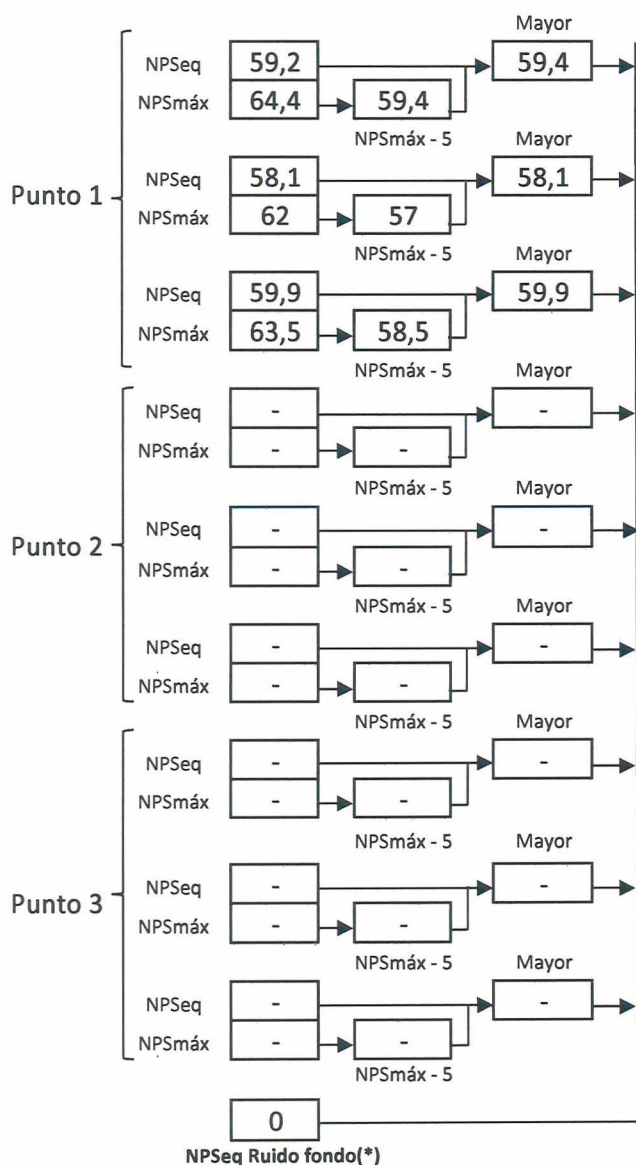 Mayor
NPSeq 59,2 59,4
NPSmáx 64,4 59,4
NPSmáx - 5 Mayor
Punto 1
NPSeq 58,1 58,1
NPSmáx 62 57
NPSmáx - 5 Mayor
NPSeq 59,9 59,9
NPSmáx 63,5 58,5
NPSmáx - 5 Mayor
NPSeq - -
NPSmáx - -
NPSmáx - 5 Mayor
Punto 2
NPSeq - -
NPSmáx - -
NPSmáx - 5 Mayor
NPSeq - -
NPSmáx - -
NPSmáx - 5 Mayor
NPSeq - -
NPSmáx - -
NPSmáx - 5 Mayor
Punto 3
NPSeq - -
NPSmáx - -
NPSmáx - 5 Mayor
NPSeq - -
NPSmáx - -
NPSmáx - 5
0
NPSeq Ruido fondo(*)